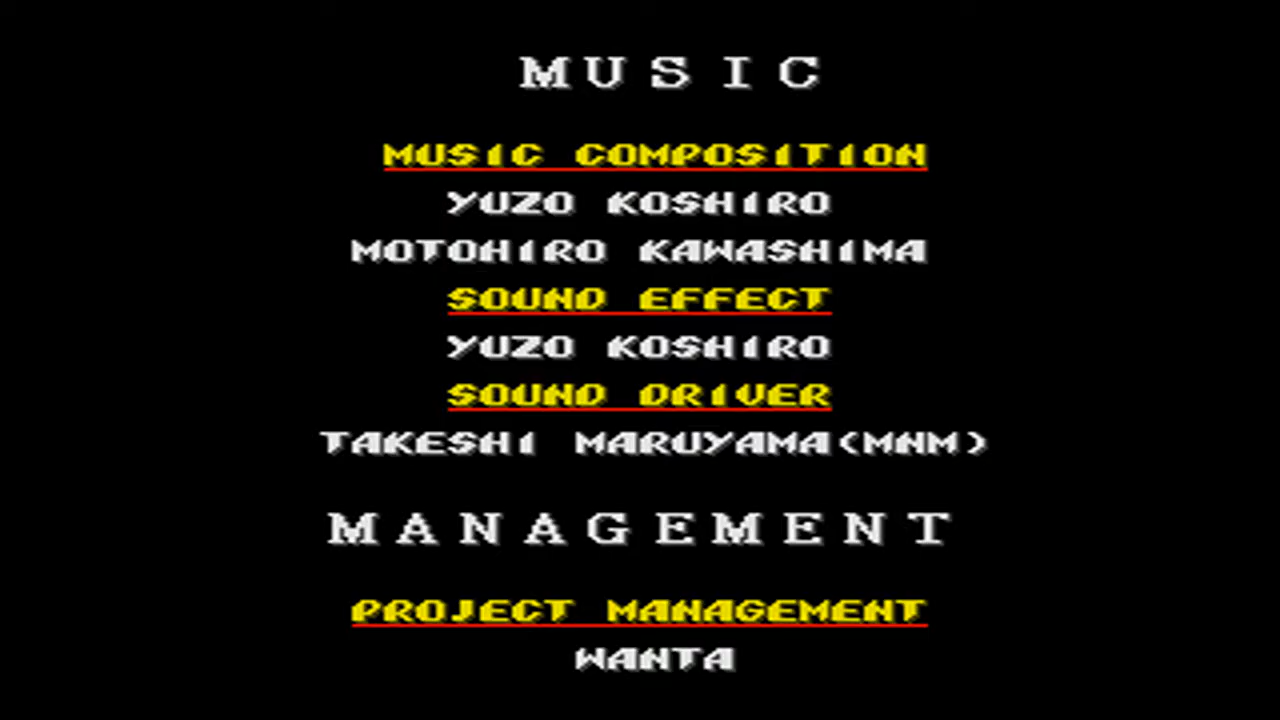 MUSIC
MUSIC COMPOSITION
YUZO KOSHIRO
MOTOHIRO KAWASHIMA
SOUND EFFECT
YUZO KOSHIRO
SOUND DRIVER
TAKESHI MARUYAMA(MNM)
MANAGEMENT
PROJECT MANAGEMENT
WANTA